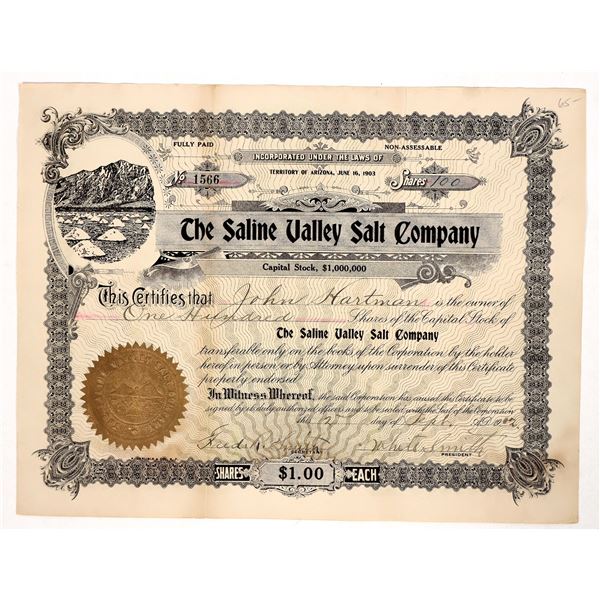 65-
FULLY PAID
NON-ASSESSABLE
INCORPORATED UNDER THE LAWS OF
TERRITORY OF ARIZONA, JUNE 16, 1903
No 1566
Shares 100
The Saline Valley Salt Company
Capital Stock, $1,000,000
This Certifies that John Hartman is the owner of
One Hundred Shares of the Capital Stock of
The Saline Valley Salt Company
transferable only on the books of the Corporation by the holder
hereof in person or by Attorney upon surrender of this Certificate
properly endorsed
In Witness Whereof, the said Corporation has caused this Certificate to be
signed by its duly authorized officers and to be sealed with the Seal of the Corporation
this day of Sept. A.D. 190
White Smith
PRESIDENT
SHARES $1.00 EACH